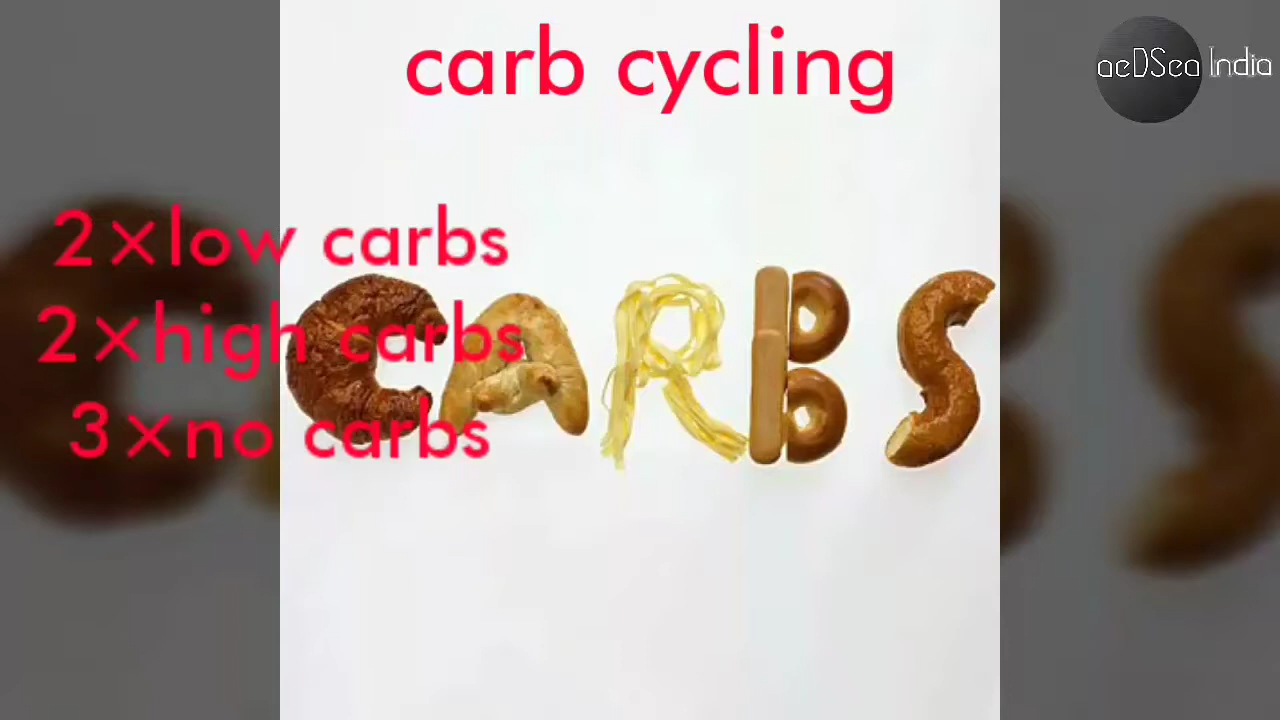 carb cycling
aeDSea India
2×low carbs
2×high carbs
3×no carbs
CARBS